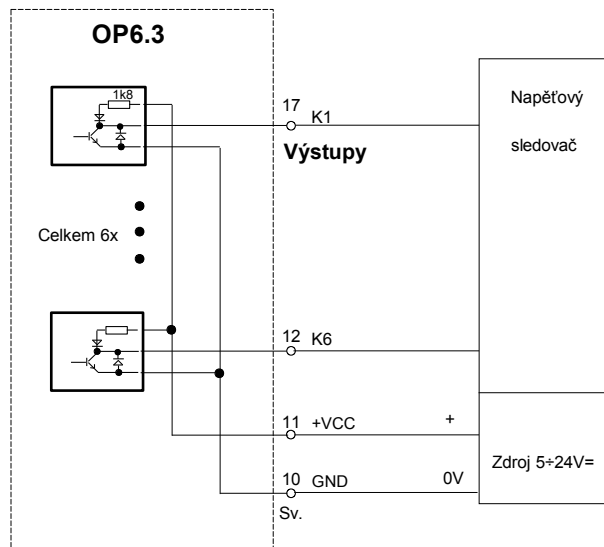 OP6.3
1k8
17
K1
Výstupy
Napěťový
sledovač
Celkem 6x
12
K6
11
+VCC
+
Zdroj 5÷24V=
10
GND
0V
Sv.